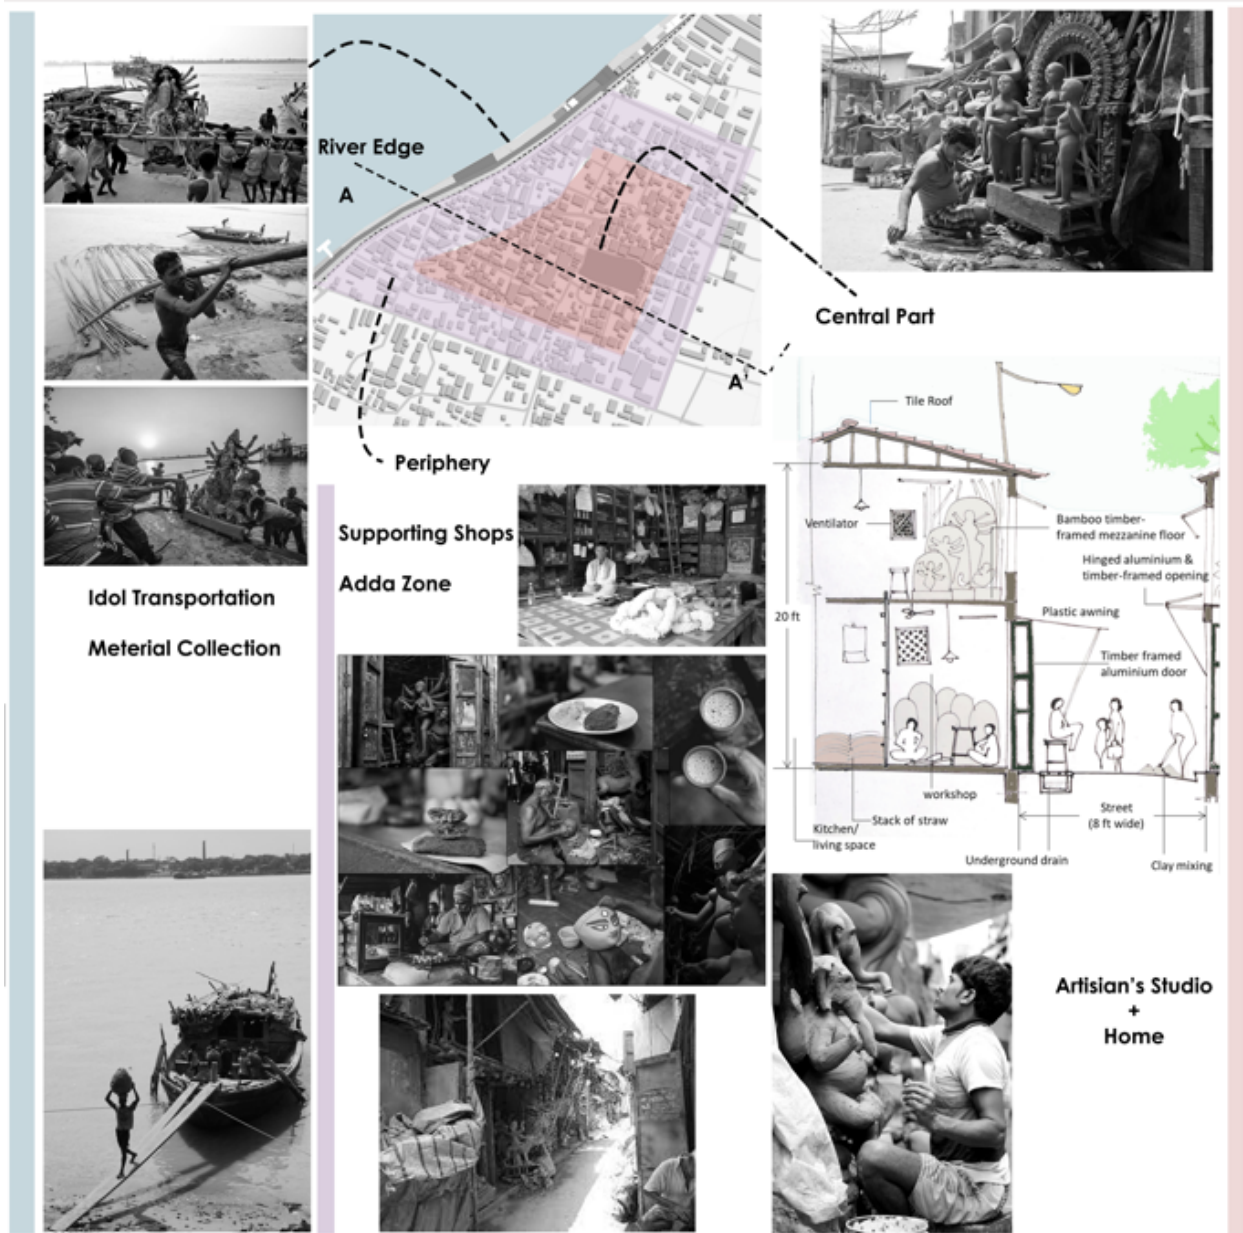 River Edge
A
A'
Central Part
Periphery
Idol Transportation
Meterial Collection
Supporting Shops
Adda Zone
Tile Roof
Ventilator
Bamboo timber-
framed mezzanine floor
Hinged aluminium &
timber-framed opening
20 ft
Plastic awning
Timber framed
aluminium door
workshop
Stack of straw
Kitchen/
living space
Underground drain
Street
(8 ft wide)
Clay mixing
Artisian's Studio
+
Home